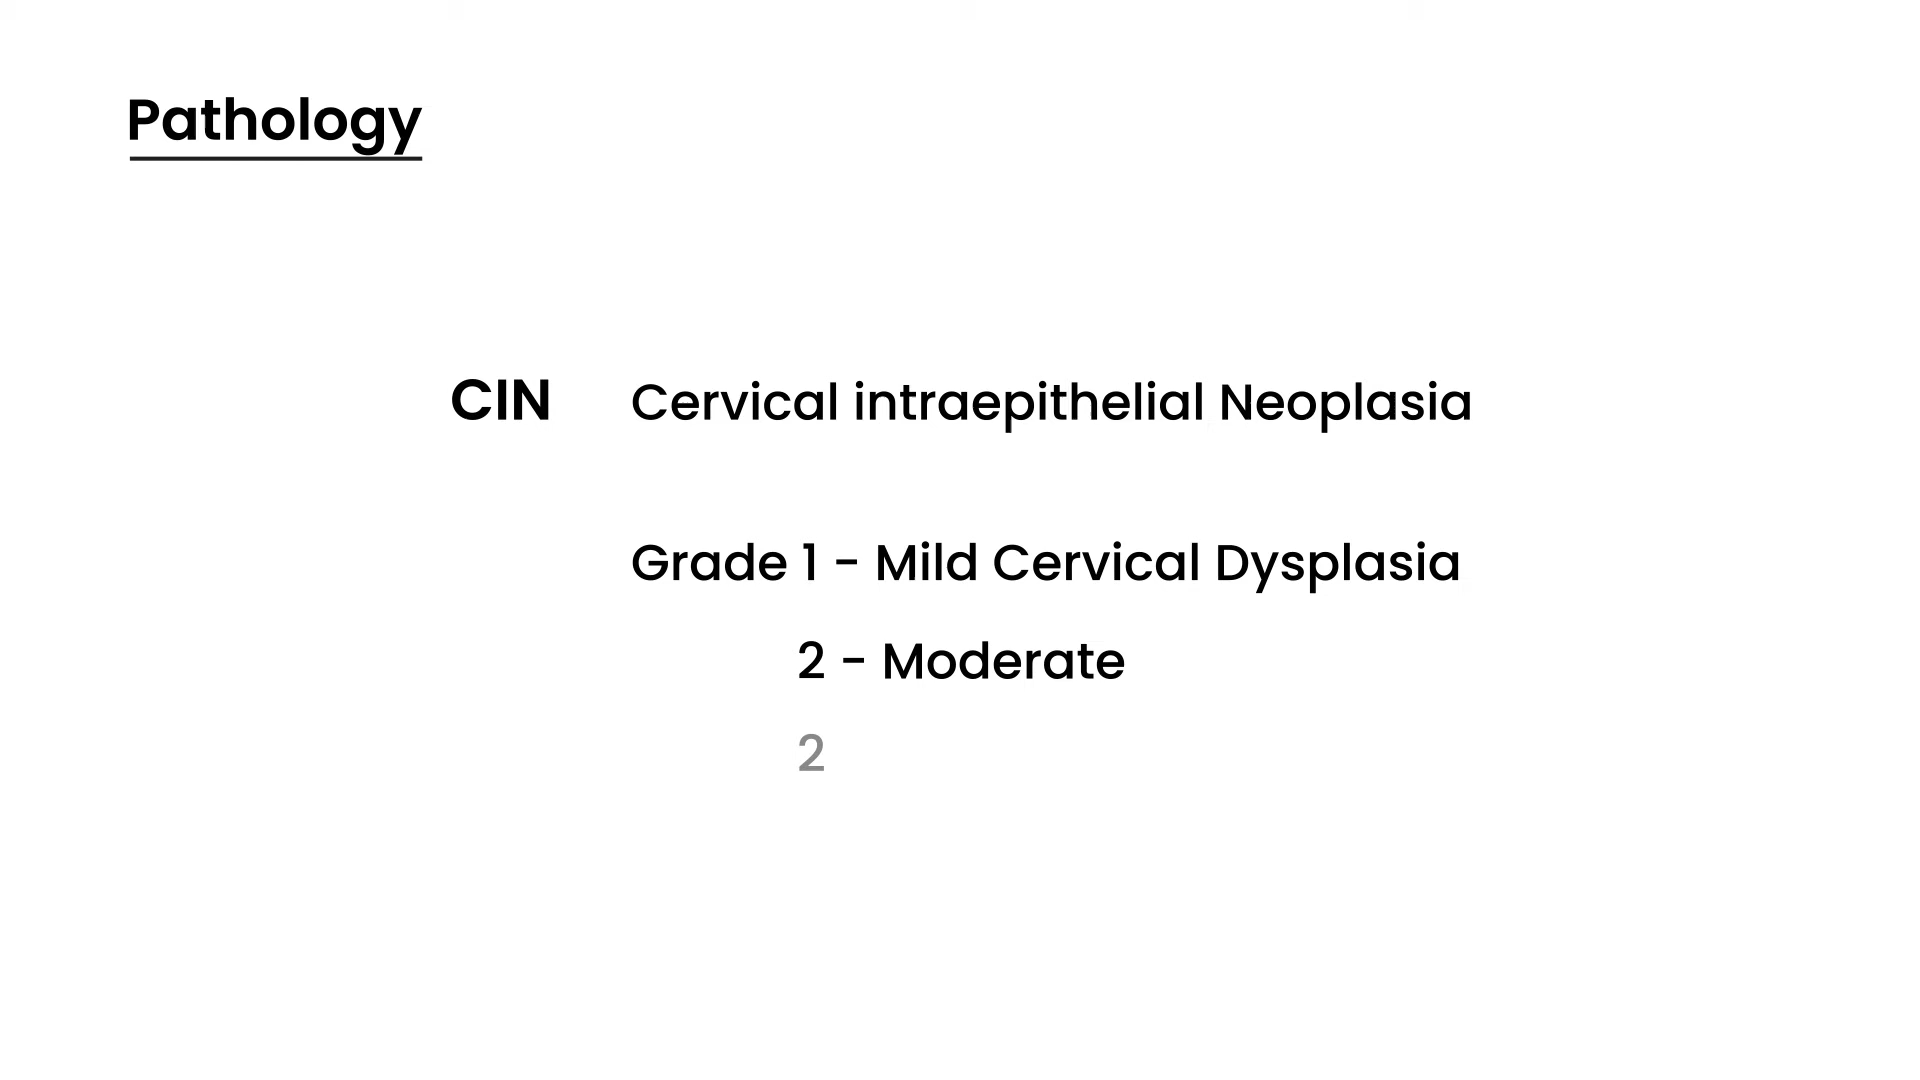 Pathology
CIN Cervical intraepithelial Neoplasia
Grade 1 - Mild Cervical Dysplasia
2 - Moderate
2